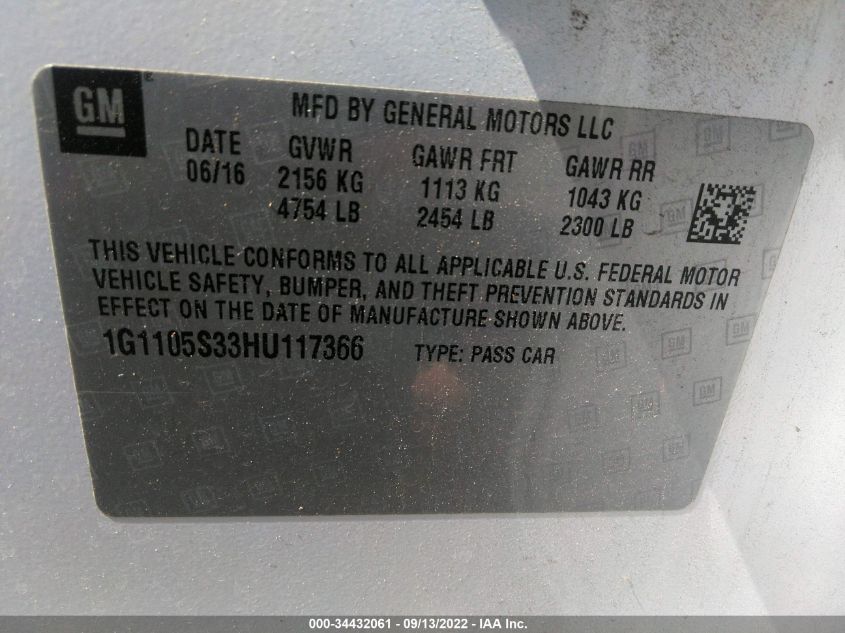 GM
MFD BY GENERAL MOTORS LLC
DATE GVWR GAWR FRT GAWR RR
06/16 2156 KG 1113 KG 1043 KG
4754 LB 2454 LB 2300 LB
THIS VEHICLE CONFORMS TO ALL APPLICABLE U.S. FEDERAL MOTOR
VEHICLE SAFETY, BUMPER, AND THEFT PREVENTION STANDARDS IN
EFFECT ON THE DATE OF MANUFACTURE SHOWN ABOVE.
1G1105S33HU117366 TYPE: PASS CAR
000-34432061 - 09/13/2022 - IAA Inc.